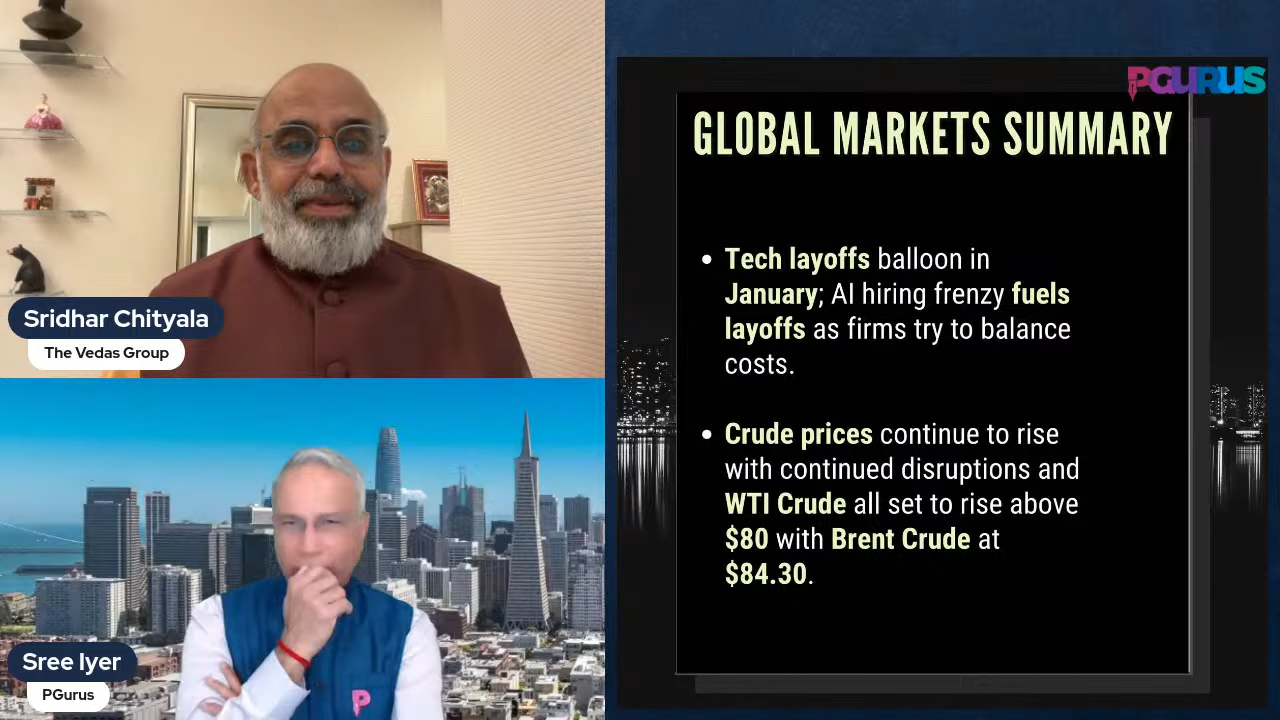 Sridhar Chityala
The Vedas Group
Sree Iyer
PGurus
PGURUS
GLOBAL MARKETS SUMMARY
• Tech layoffs balloon in
January; AI hiring frenzy fuels
layoffs as firms try to balance
costs.
• Crude prices continue to rise
with continued disruptions and
WTI Crude all set to rise above
$80 with Brent Crude at
$84.30.